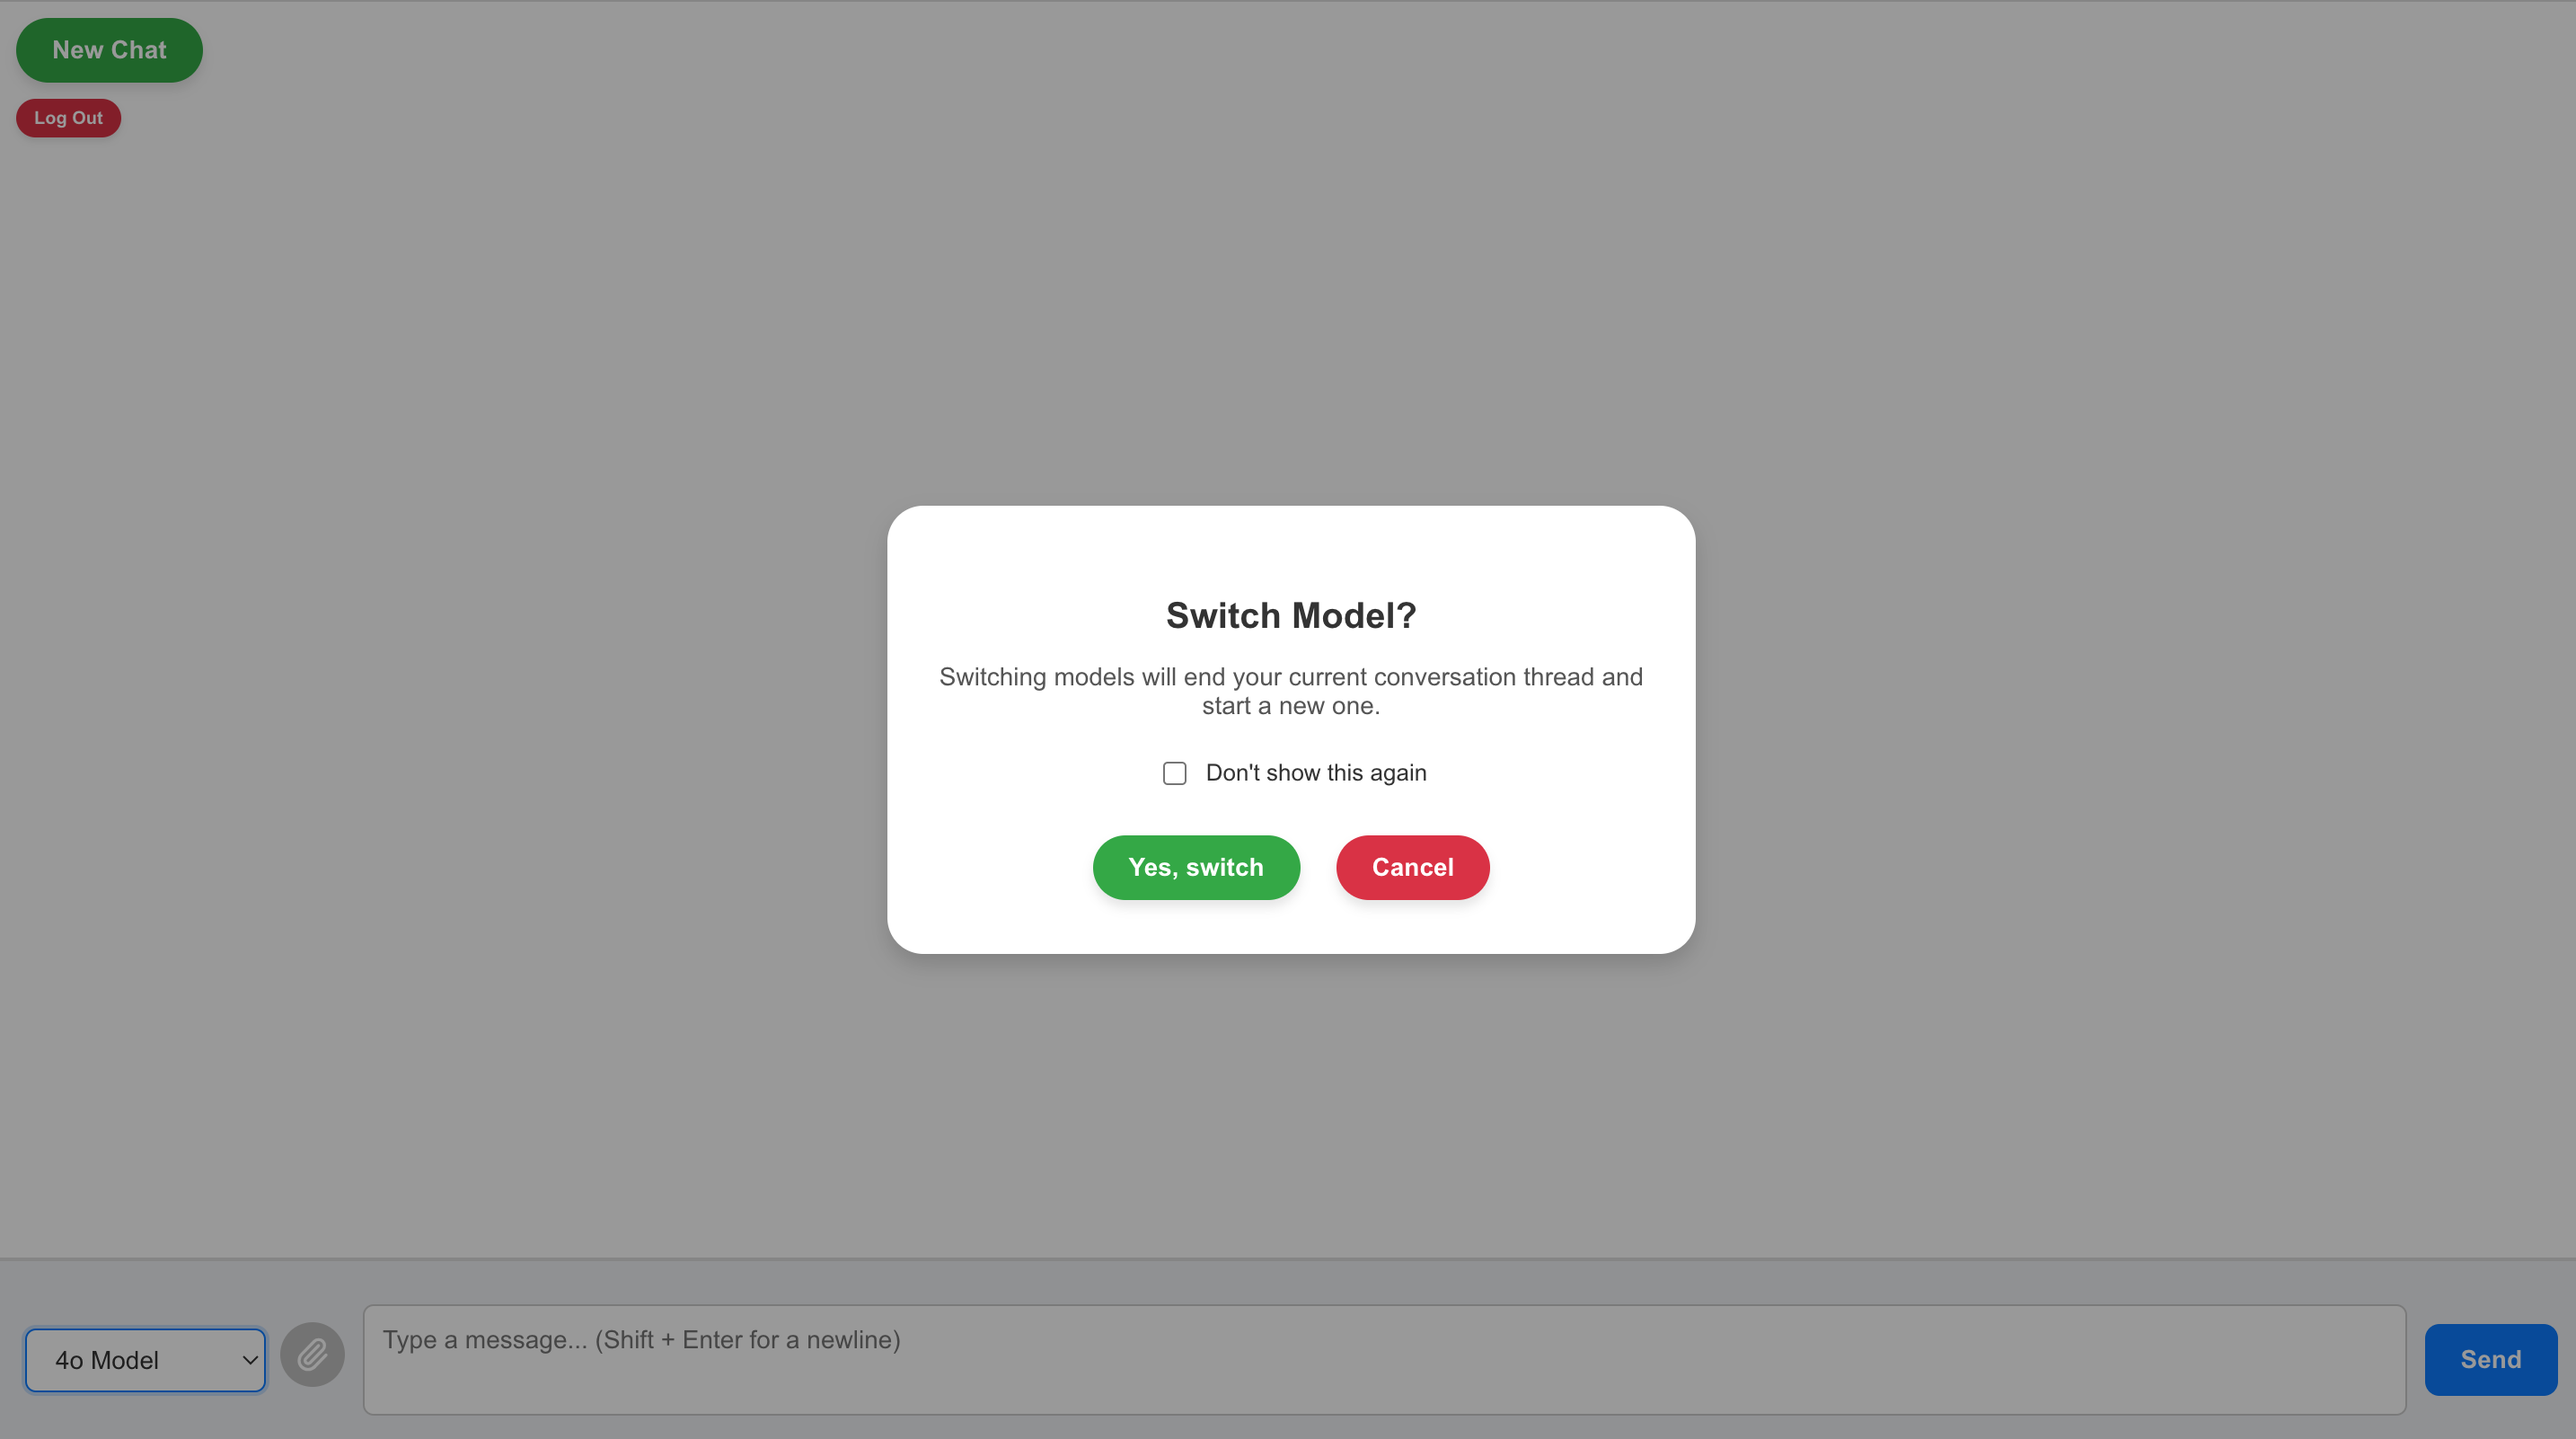 New Chat
Log Out
Switch Model?
Switching models will end your current conversation thread and
start a new one.
Don't show this again
Yes, switch
Cancel
4o Model
Type a message... (Shift + Enter for a newline)
Send